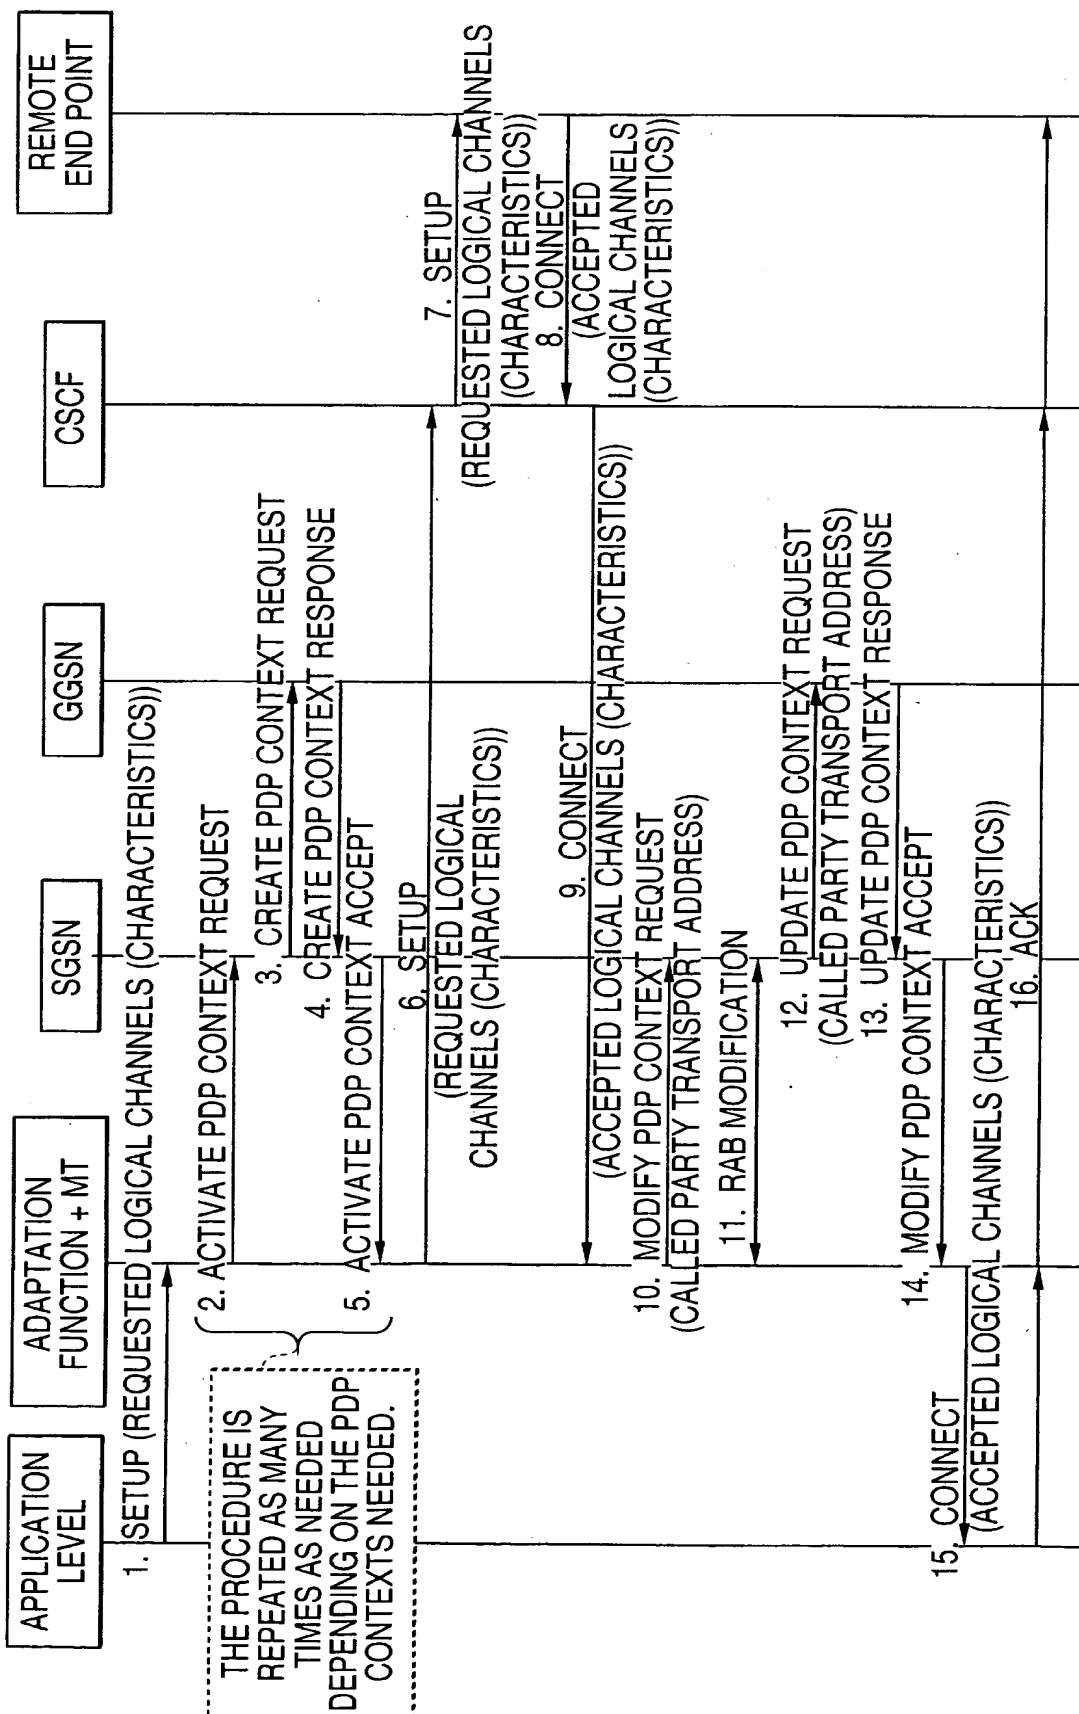 APPLICATION
LEVEL
ADAPTATION
FUNCTION + MT
SGSN
GGSN
CSCF
REMOTE
END POINT
1. SETUP (REQUESTED LOGICAL CHANNELS (CHARACTERISTICS))
2. ACTIVATE PDP CONTEXT REQUEST
3. CREATE PDP CONTEXT REQUEST
4. CREATE PDP CONTEXT RESPONSE
5. ACTIVATE PDP CONTEXT ACCEPT
THE PROCEDURE IS
REPEATED AS MANY
TIMES AS NEEDED
DEPENDING ON THE PDP
CONTEXTS NEEDED.
6. SETUP
(REQUESTED LOGICAL
CHANNELS (CHARACTERISTICS))
7. SETUP
(REQUESTED LOGICAL CHANNELS
(CHARACTERISTICS))
8. CONNECT
(ACCEPTED
LOGICAL CHANNELS
(CHARACTERISTICS))
9. CONNECT
(ACCEPTED LOGICAL CHANNELS (CHARACTERISTICS))
10. MODIFY PDP CONTEXT REQUEST
(CALLED PARTY TRANSPORT ADDRESS)
11. RAB MODIFICATION
12. UPDATE PDP CONTEXT REQUEST
(CALLED PARTY TRANSPORT ADDRESS)
13. UPDATE PDP CONTEXT RESPONSE
14. MODIFY PDP CONTEXT ACCEPT
15. CONNECT
(ACCEPTED LOGICAL CHANNELS (CHARACTERISTICS))
16. ACK